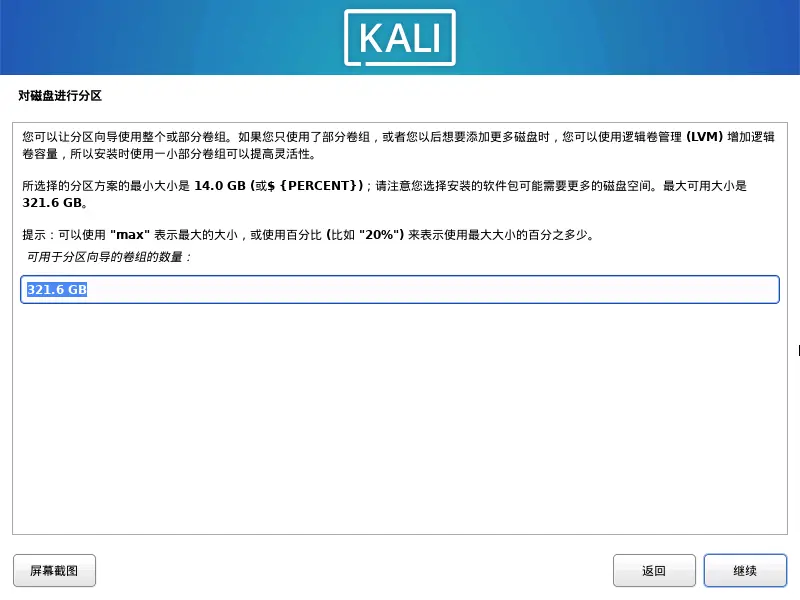 KALI
对磁盘进行分区
您可以让分区向导使用整个或部分卷组。如果您只使用了部分卷组，或者您以后想要添加更多磁盘时，您可以使用逻辑卷管理 (LVM) 增加逻辑
卷容量，所以安装时使用一小部分卷组可以提高灵活性。
所选择的分区方案的最小大小是 14.0 GB (或$ {PERCENT})；请注意您选择安装的软件包可能需要更多的磁盘空间。最大可用大小是
321.6 GB。
提示：可以使用 "max" 表示最大的大小，或使用百分比 (比如 "20%") 来表示使用最大大小的百分之多少。
可用于分区向导的卷组的数量：
321.6 GB
屏幕截图
返回
继续